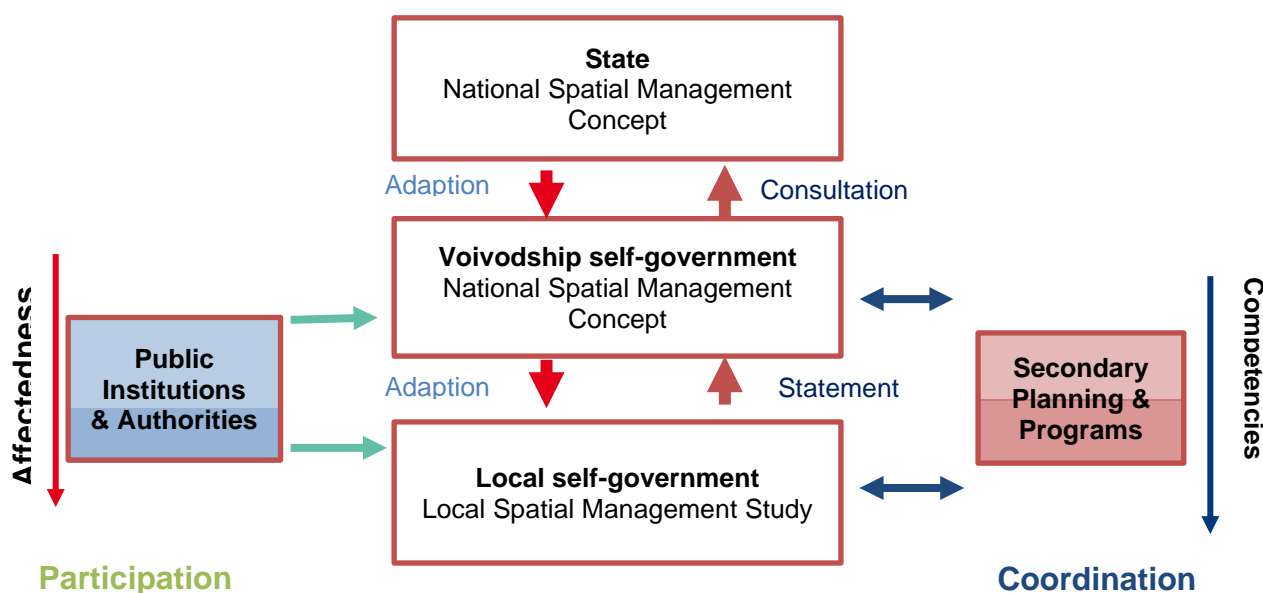 State
National Spatial Management
Concept
Adaption
Consultation
Voivodship self-government
National Spatial Management
Concept
Affectedness
Public
Institutions
& Authorities
Secondary
Planning &
Programs
Competencies
Adaption
Statement
Local self-government
Local Spatial Management Study
Participation
Coordination